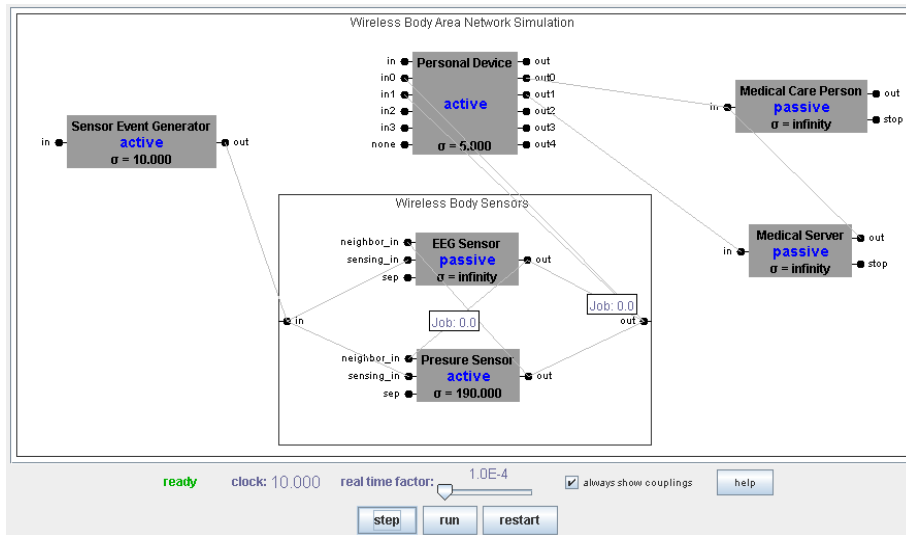 Wireless Body Area Network Simulation
Sensor Event Generator
active
σ = 10.000
in
out
Personal Device
active
σ = 5.000
in
in0
in1
in2
in3
none
out
out0
out1
out2
out3
out4
Medical Care Person
passive
σ = infinity
in
out
stop
Medical Server
passive
σ = infinity
in
out
stop
Wireless Body Sensors
EEG Sensor
passive
σ = infinity
neighbor_in
sensing_in
sep
out
Job: 0.0
Job: 0.0
in
out
Presure Sensor
active
σ = 190.000
neighbor_in
sensing_in
sep
out
ready
clock: 10.000
real time factor:
1.0E-4
always show couplings
help
step
run
restart